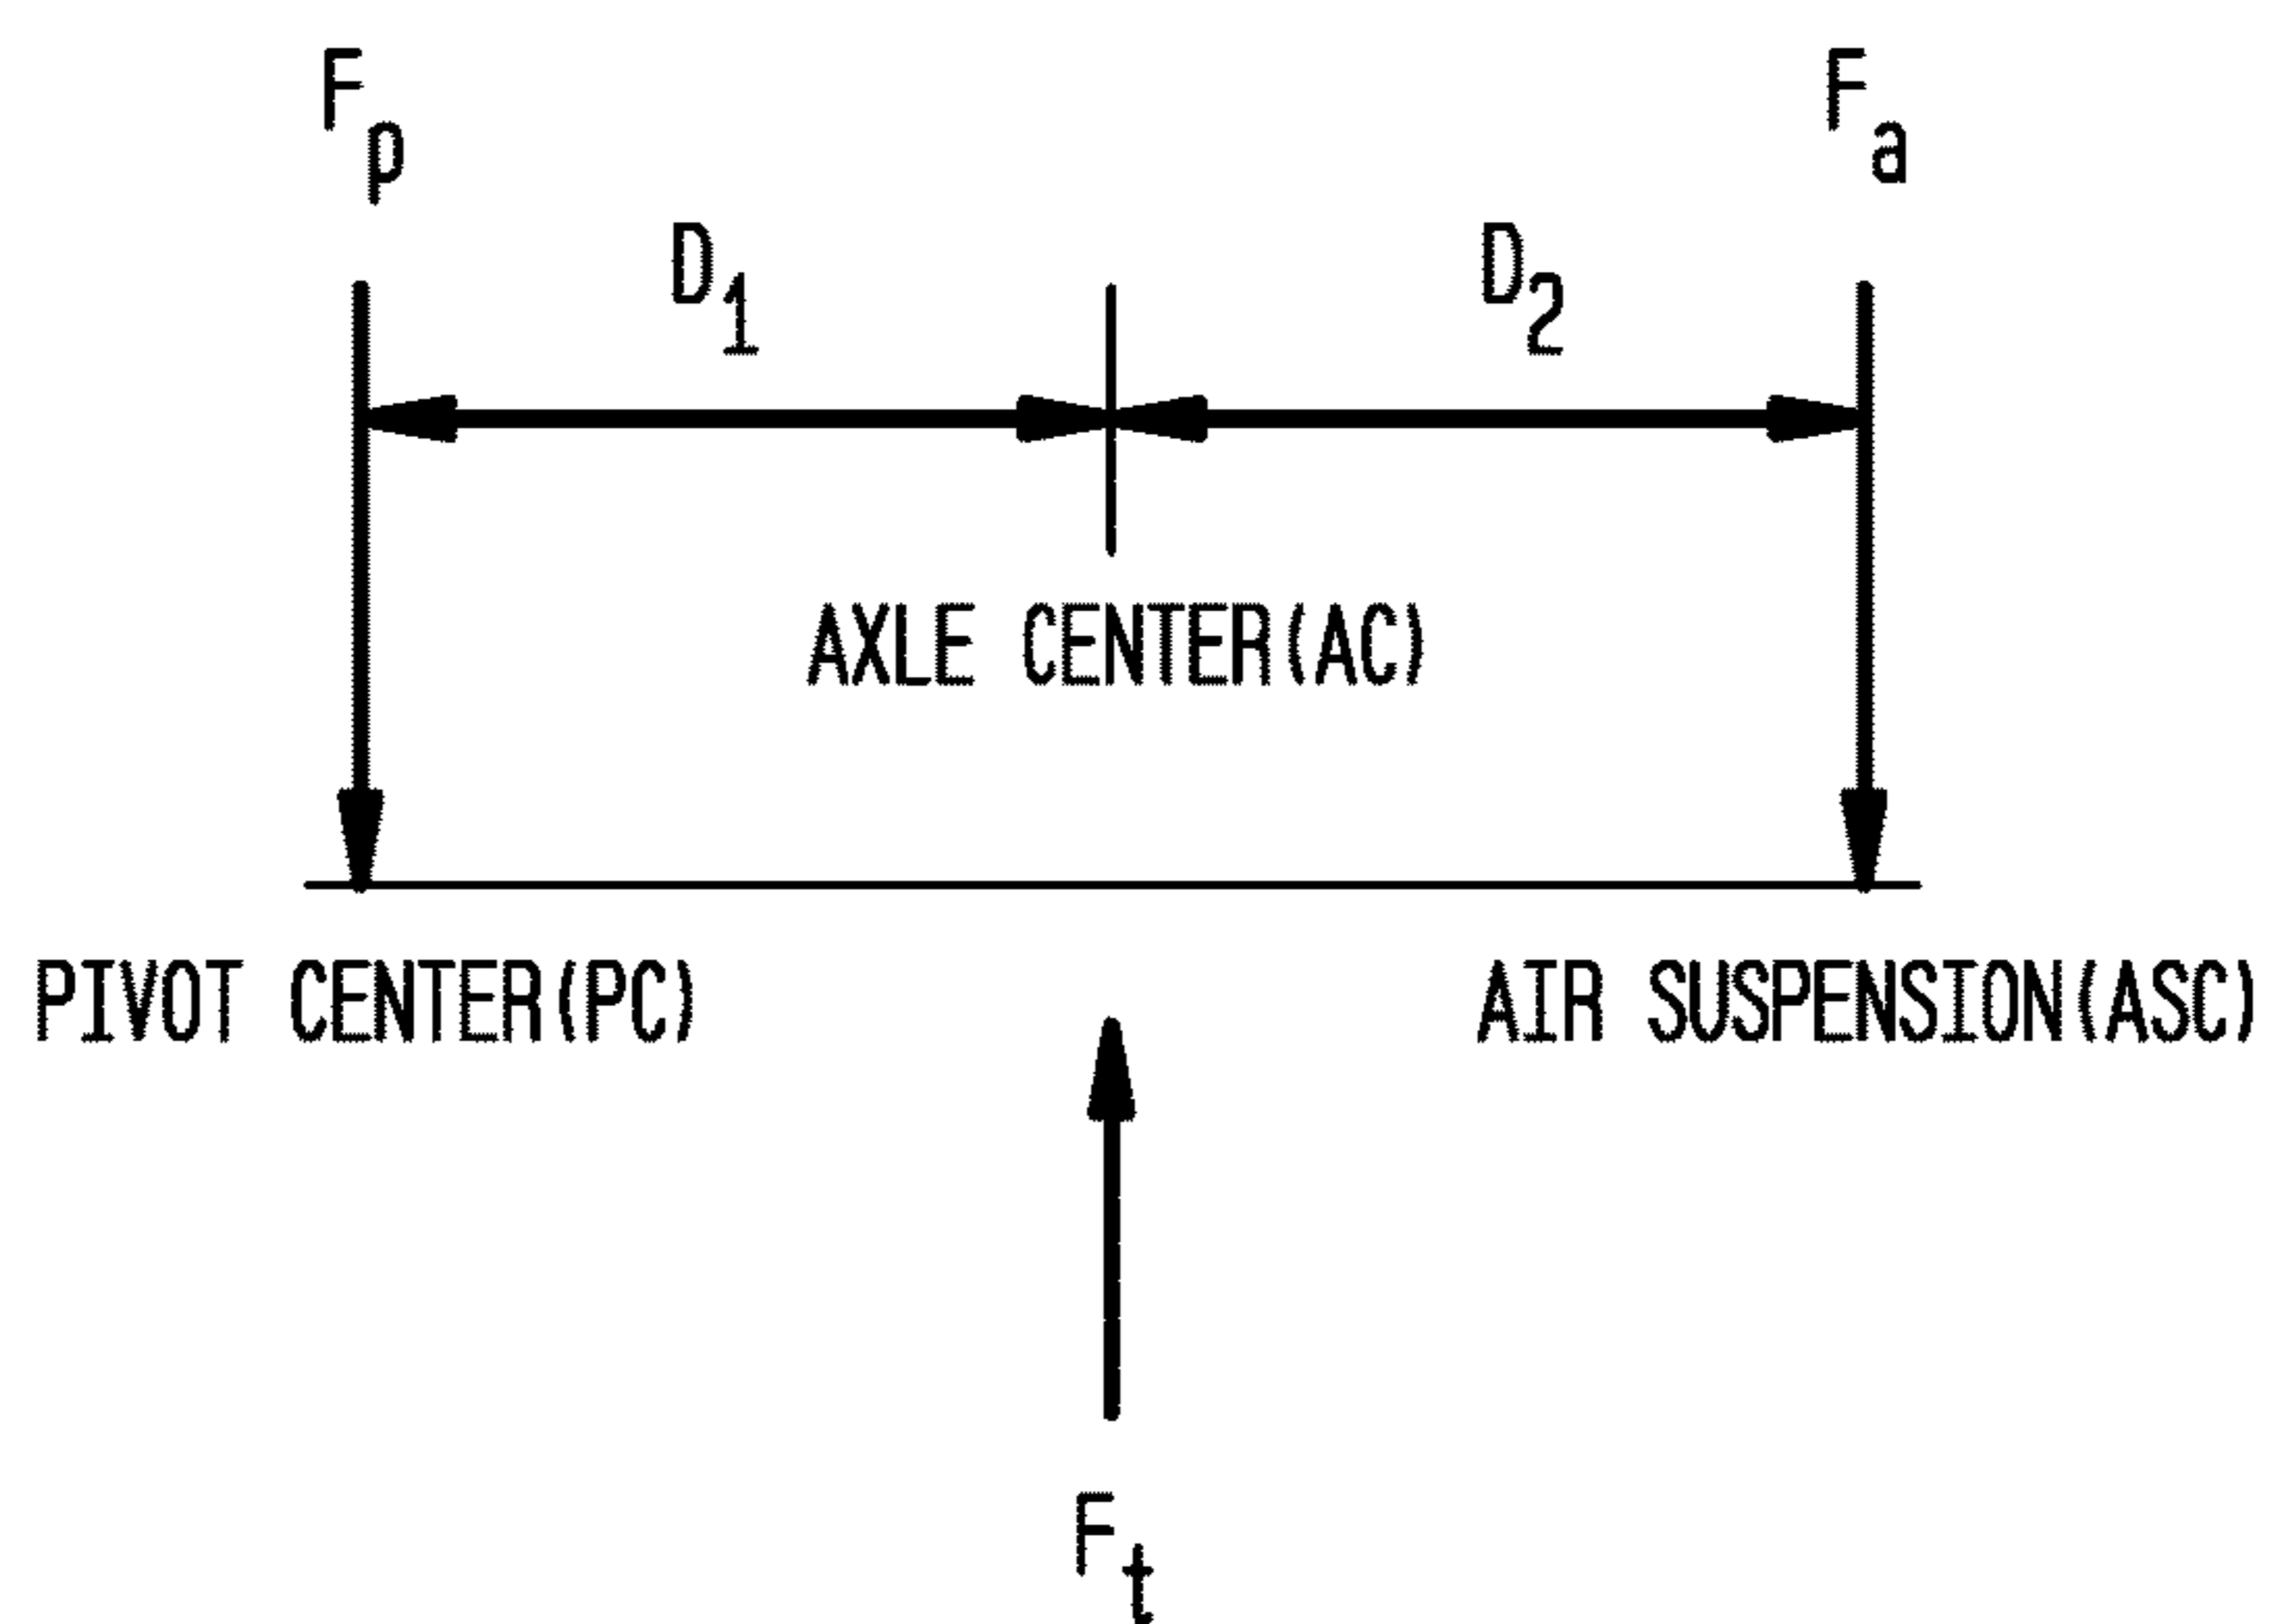 Fp
Fa
D1
D2
AXLE CENTER(AC)
PIVOT CENTER(PC)
AIR SUSPENSION(ASC)
Ft